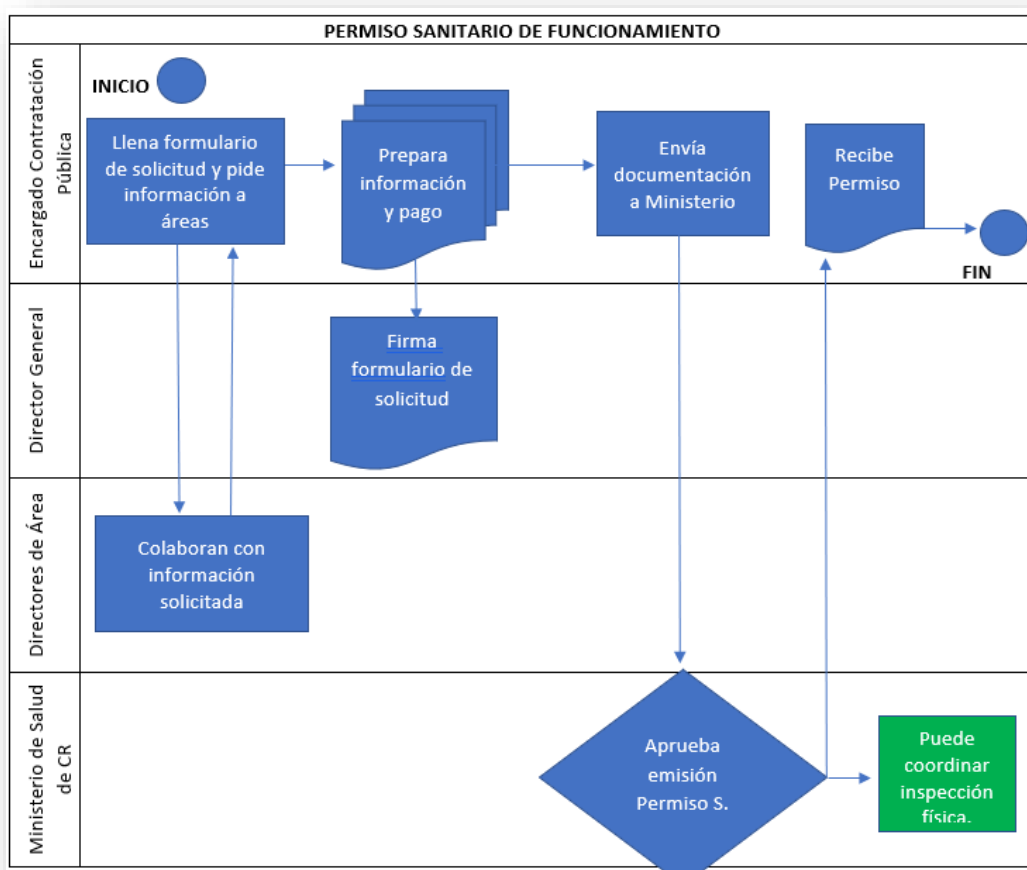 PERMISO SANITARIO DE FUNCIONAMIENTO
Encargado Contratación
Pública
INICIO
Llena formulario
de solicitud y pide
información a
áreas
Prepara
información
y pago
Envía
documentación
a Ministerio
Recibe
Permiso
FIN
Director General
Firma
formulario de
solicitud
Directores de Área
Colaboran con
información
solicitada
Ministerio de Salud
de CR
Aprueba
emisión
Permiso S.
Puede
coordinar
inspección
física.